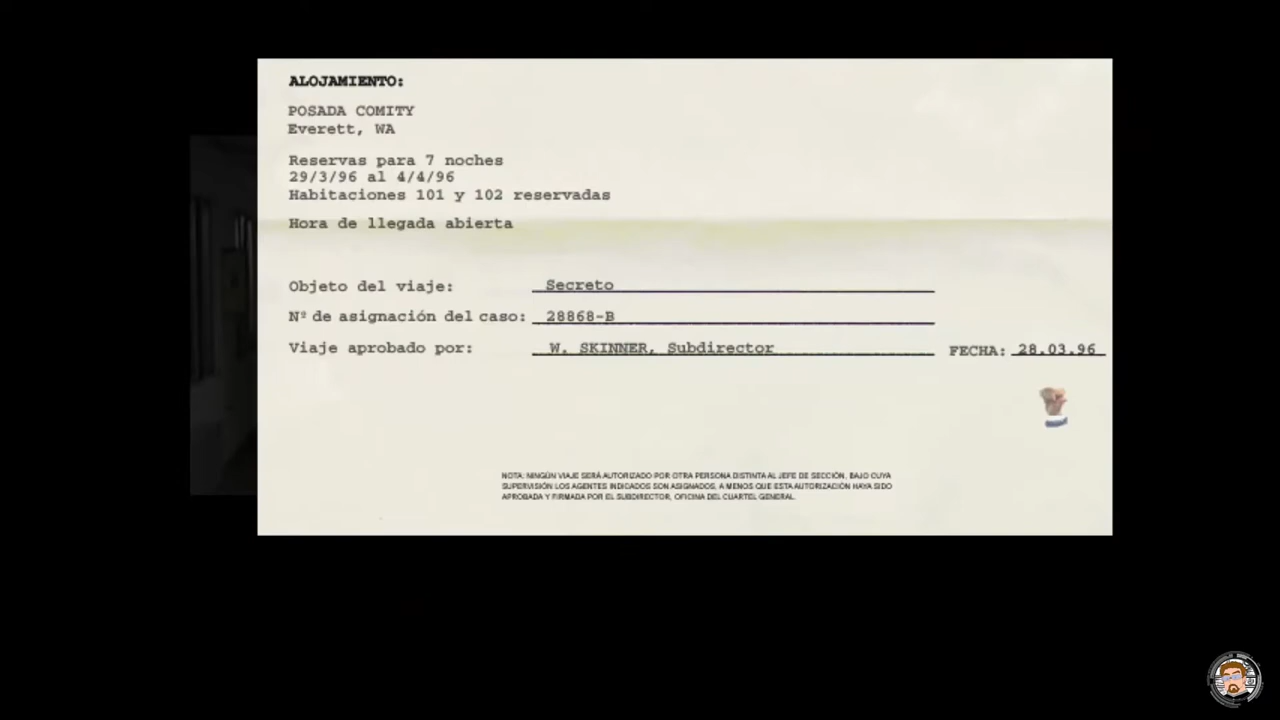 ALOJAMIENTO:
POSADA COMITY
Everett, WA
Reservas para 7 noches
29/3/96 al 4/4/96
Habitaciones 101 y 102 reservadas
Hora de llegada abierta
Objeto del viaje: Secreto
Nº de asignación del caso: 28868-B
Viaje aprobado por: W. SKINNER, Subdirector FECHA: 28.03.96
NOTA: NINGÚN VIAJE SERÁ AUTORIZADO POR OTRA PERSONA DISTINTA AL JEFE DE SECCIÓN, BAJO CUYA
SUPERVISIÓN LOS AGENTES INDICADOS SON ASIGNADOS, A MENOS QUE ESTA AUTORIZACIÓN HAYA SIDO
APROBADA Y FIRMADA POR EL SUBDIRECTOR, OFICINA DEL CUARTEL GENERAL.